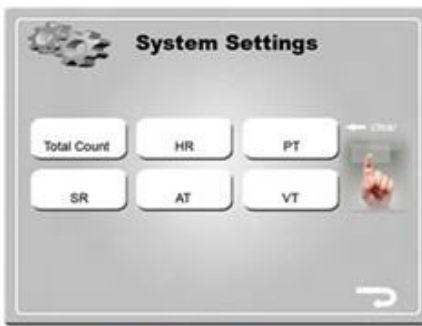 System Settings
← clear
Total Count HR PT
SR AT VT